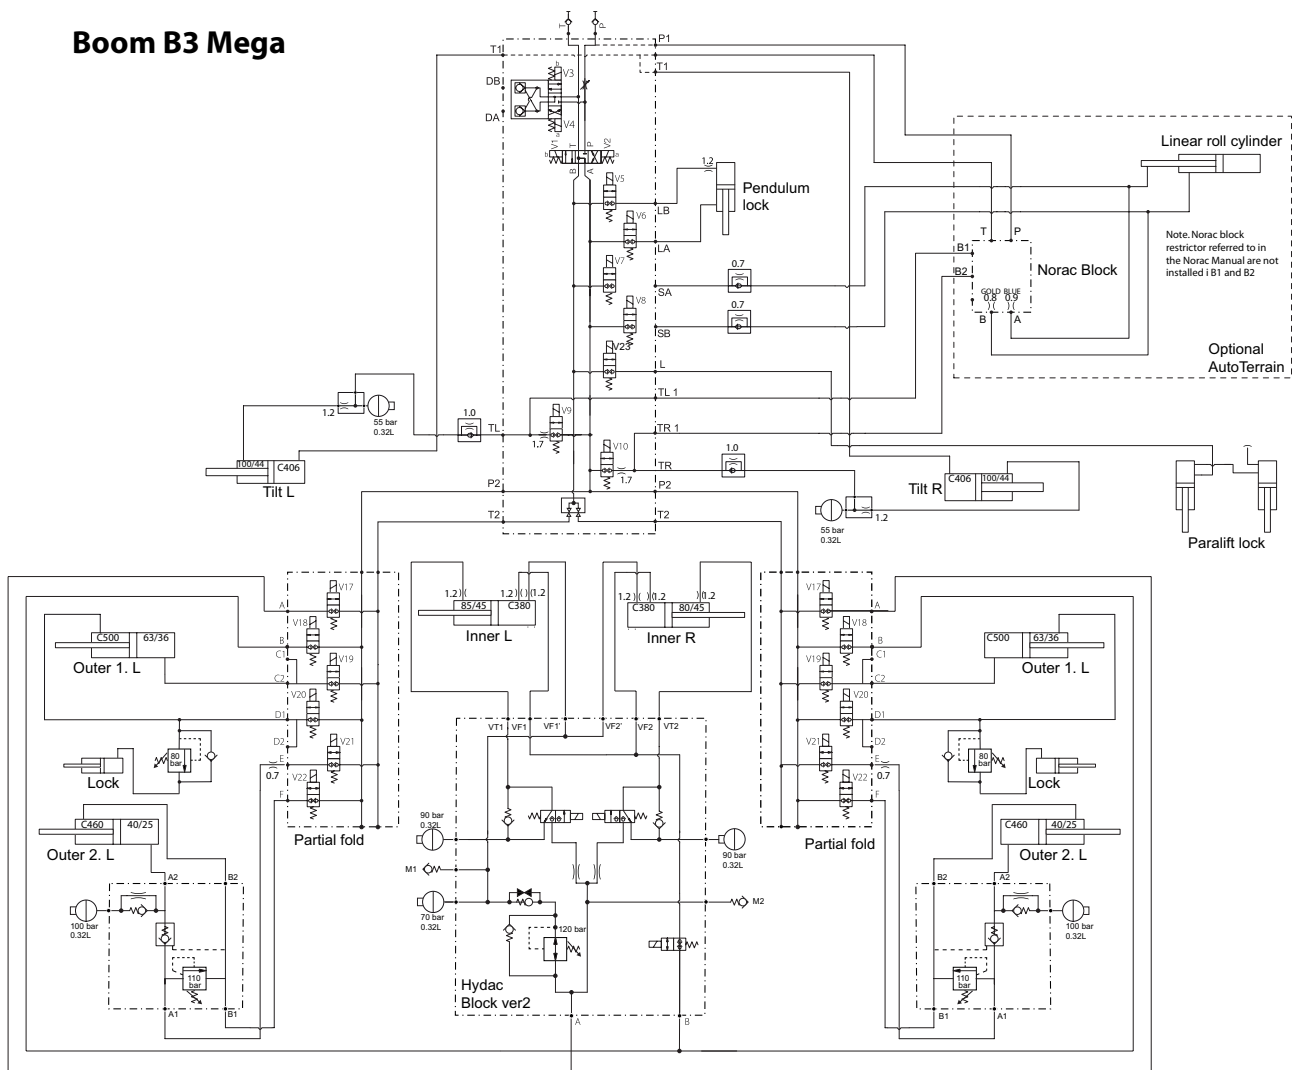 Boom B3 Mega
T
P
P1
T1
T1
DB
DA
b
V3
V4
a
V1
T
P
V2
b
a
B
A
V5
LB
V6
LA
1.2
Pendulum
lock
V7
SA
0.7
V8
SB
0.7
V23
L
TL 1
V9
1.7
TL
1.0
1.2
55 bar
0.32L
100/44
C406
Tilt L
V10
1.7
TR 1
TR
1.0
P2
P2
T2
T2
Linear roll cylinder
Note. Norac block
restrictor referred to in
the Norac Manual are not
installed i B1 and B2
T
P
B1
B2
Norac Block
GOLD
BLUE
0.8
0.9
B
A
Optional
AutoTerrain
Tilt R
C406
100/44
55 bar
0.32L
1.2
Paralift lock
V17
A
V18
B
C1
V19
C2
V20
D1
D2
V21
E
0.7
V22
F
Partial fold
C500
63/36
Outer 1. L
80
bar
Lock
C460
40/25
Outer 2. L
A2
B2
100 bar
0.32L
110
bar
A1
B1
1.2
1.2
1.2
85/45
C380
Inner L
1.2
1.2
1.2
C380
80/45
Inner R
VT1
VF1
VF1'
VF2'
VF2
VT2
90 bar
0.32L
90 bar
0.32L
M1
M2
70 bar
0.32L
120 bar
Hydac
Block ver2
A
B
V17
A
V18
B
C1
V19
C2
V20
D1
D2
V21
E
0.7
V22
F
Partial fold
C500
63/36
Outer 1. L
80
bar
Lock
C460
40/25
Outer 2. L
B2
A2
100 bar
0.32L
110
bar
B1
A1